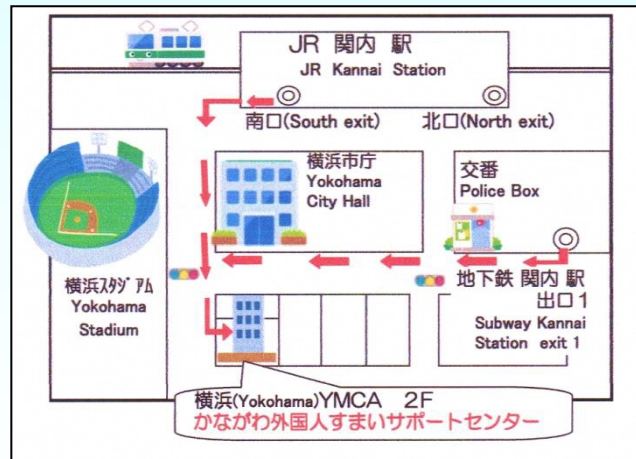 JR 関内 駅
JR Kannai Station
南口(South exit)
北口(North exit)
横浜市庁
Yokohama
City Hall
交番
Police Box
横浜スタジアム
Yokohama
Stadium
地下鉄 関内 駅
出口 1
Subway Kannai
Station exit 1
横浜(Yokohama)YMCA 2F
かながわ外国人すまいサポートセンター